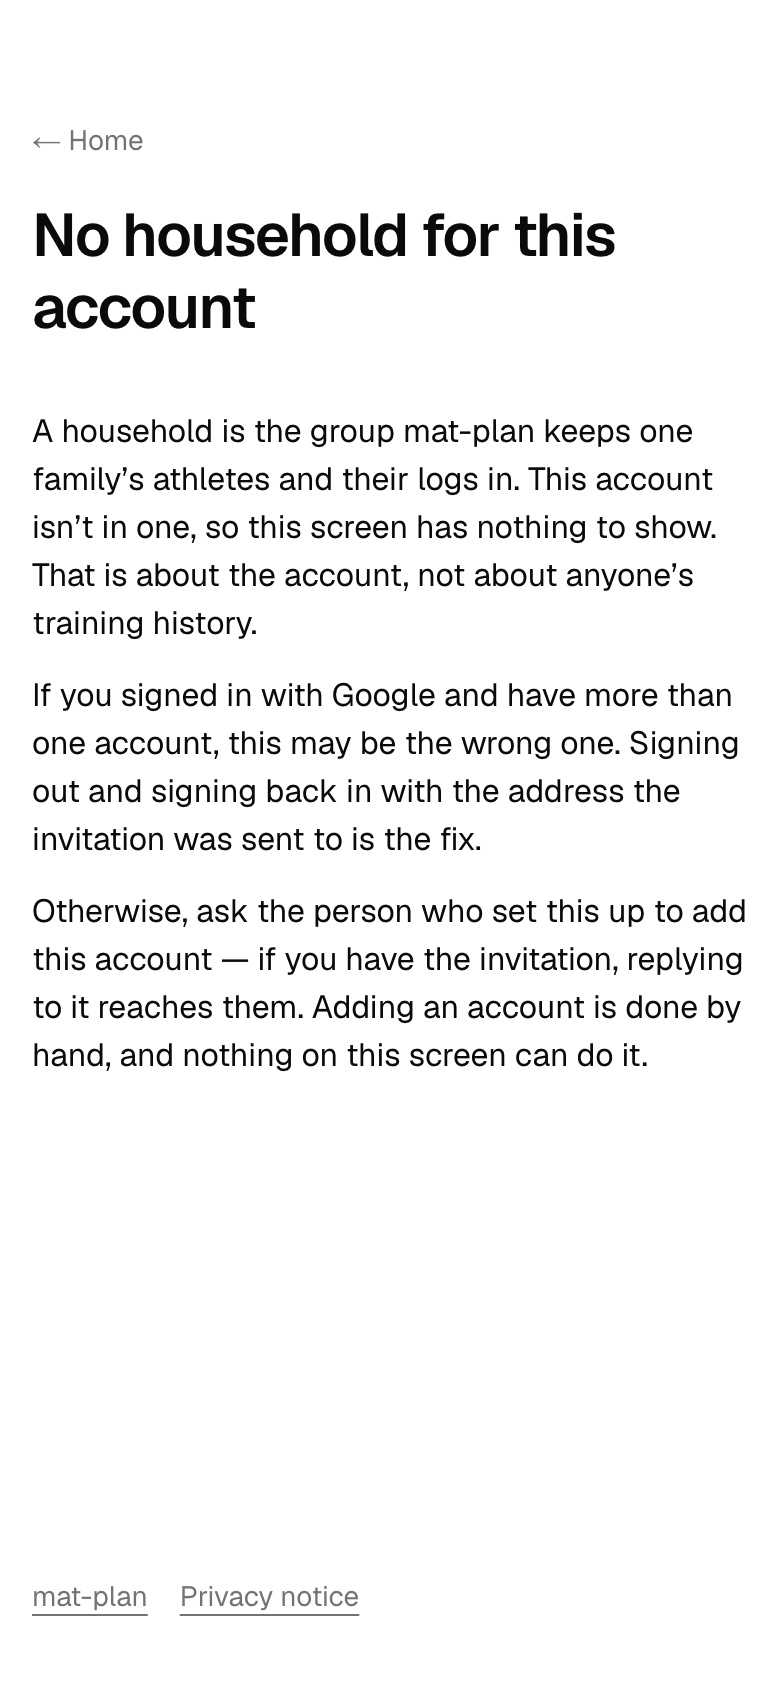 ← Home
No household for this
account
A household is the group mat-plan keeps one
family’s athletes and their logs in. This account
isn’t in one, so this screen has nothing to show.
That is about the account, not about anyone’s
training history.
If you signed in with Google and have more than
one account, this may be the wrong one. Signing
out and signing back in with the address the
invitation was sent to is the fix.
Otherwise, ask the person who set this up to add
this account — if you have the invitation, replying
to it reaches them. Adding an account is done by
hand, and nothing on this screen can do it.
mat-plan Privacy notice